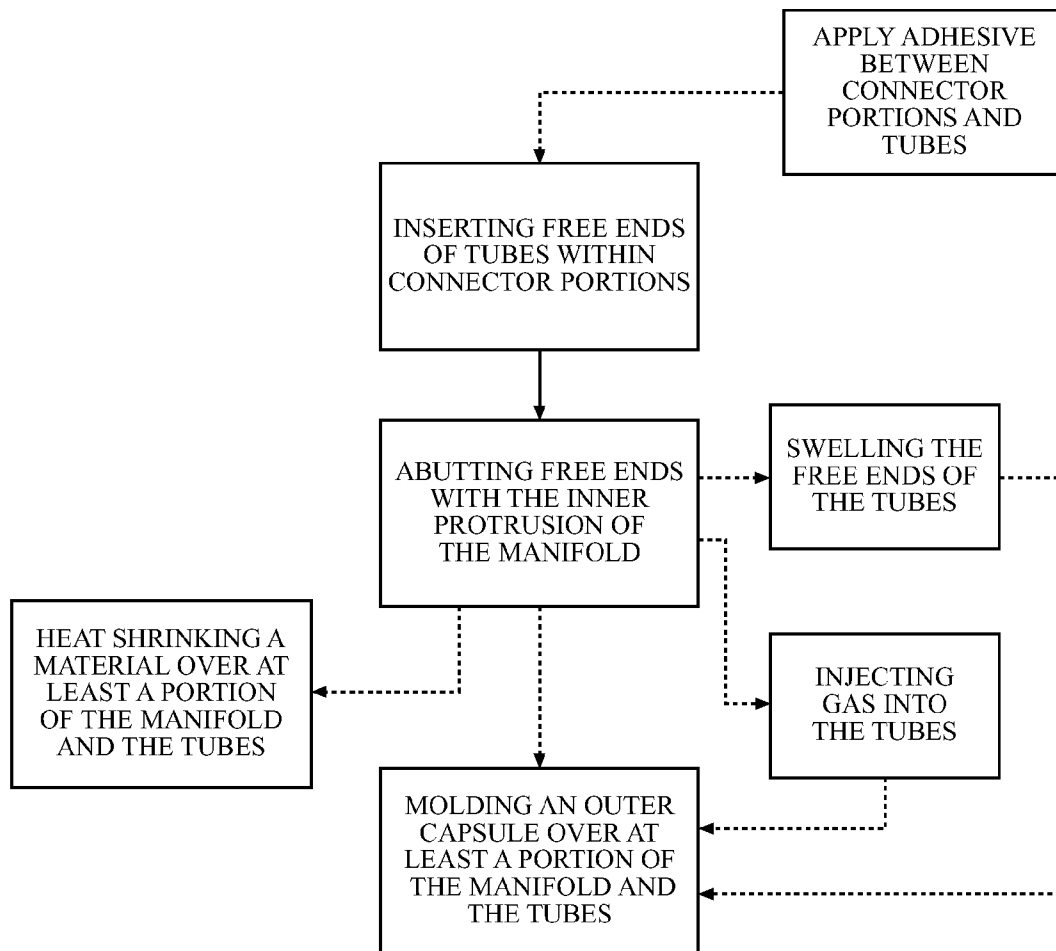 APPLY ADHESIVE
BETWEEN
CONNECTOR
PORTIONS AND
TUBES
INSERTING FREE ENDS
OF TUBES WITHIN
CONNECTOR PORTIONS
ABUTTING FREE ENDS
WITH THE INNER
PROTRUSION OF
THE MANIFOLD
SWELLING THE
FREE ENDS OF
THE TUBES
HEAT SHRINKING A
MATERIAL OVER AT
LEAST A PORTION
OF THE MANIFOLD
AND THE TUBES
INJECTING
GAS INTO
THE TUBES
MOLDING AN OUTER
CAPSULE OVER AT
LEAST A PORTION OF
THE MANIFOLD AND
THE TUBES